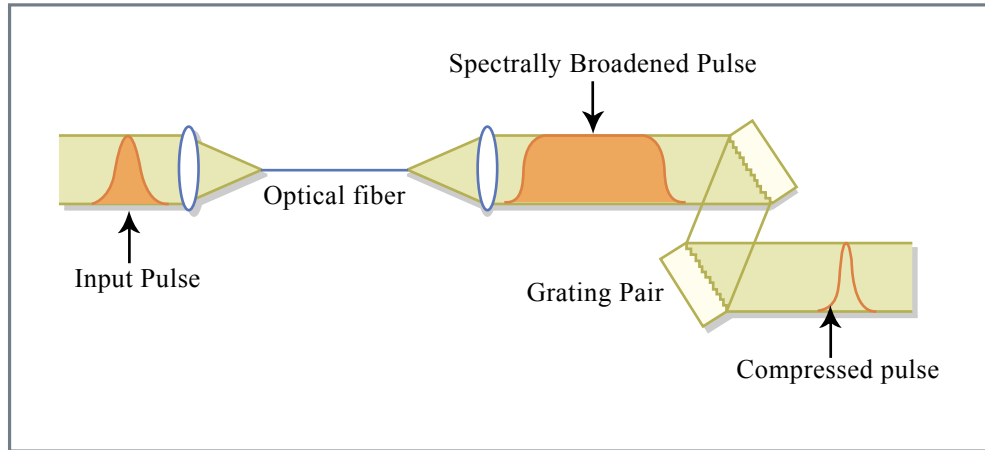 Spectrally Broadened Pulse
Optical fiber
Input Pulse
Grating Pair
Compressed pulse